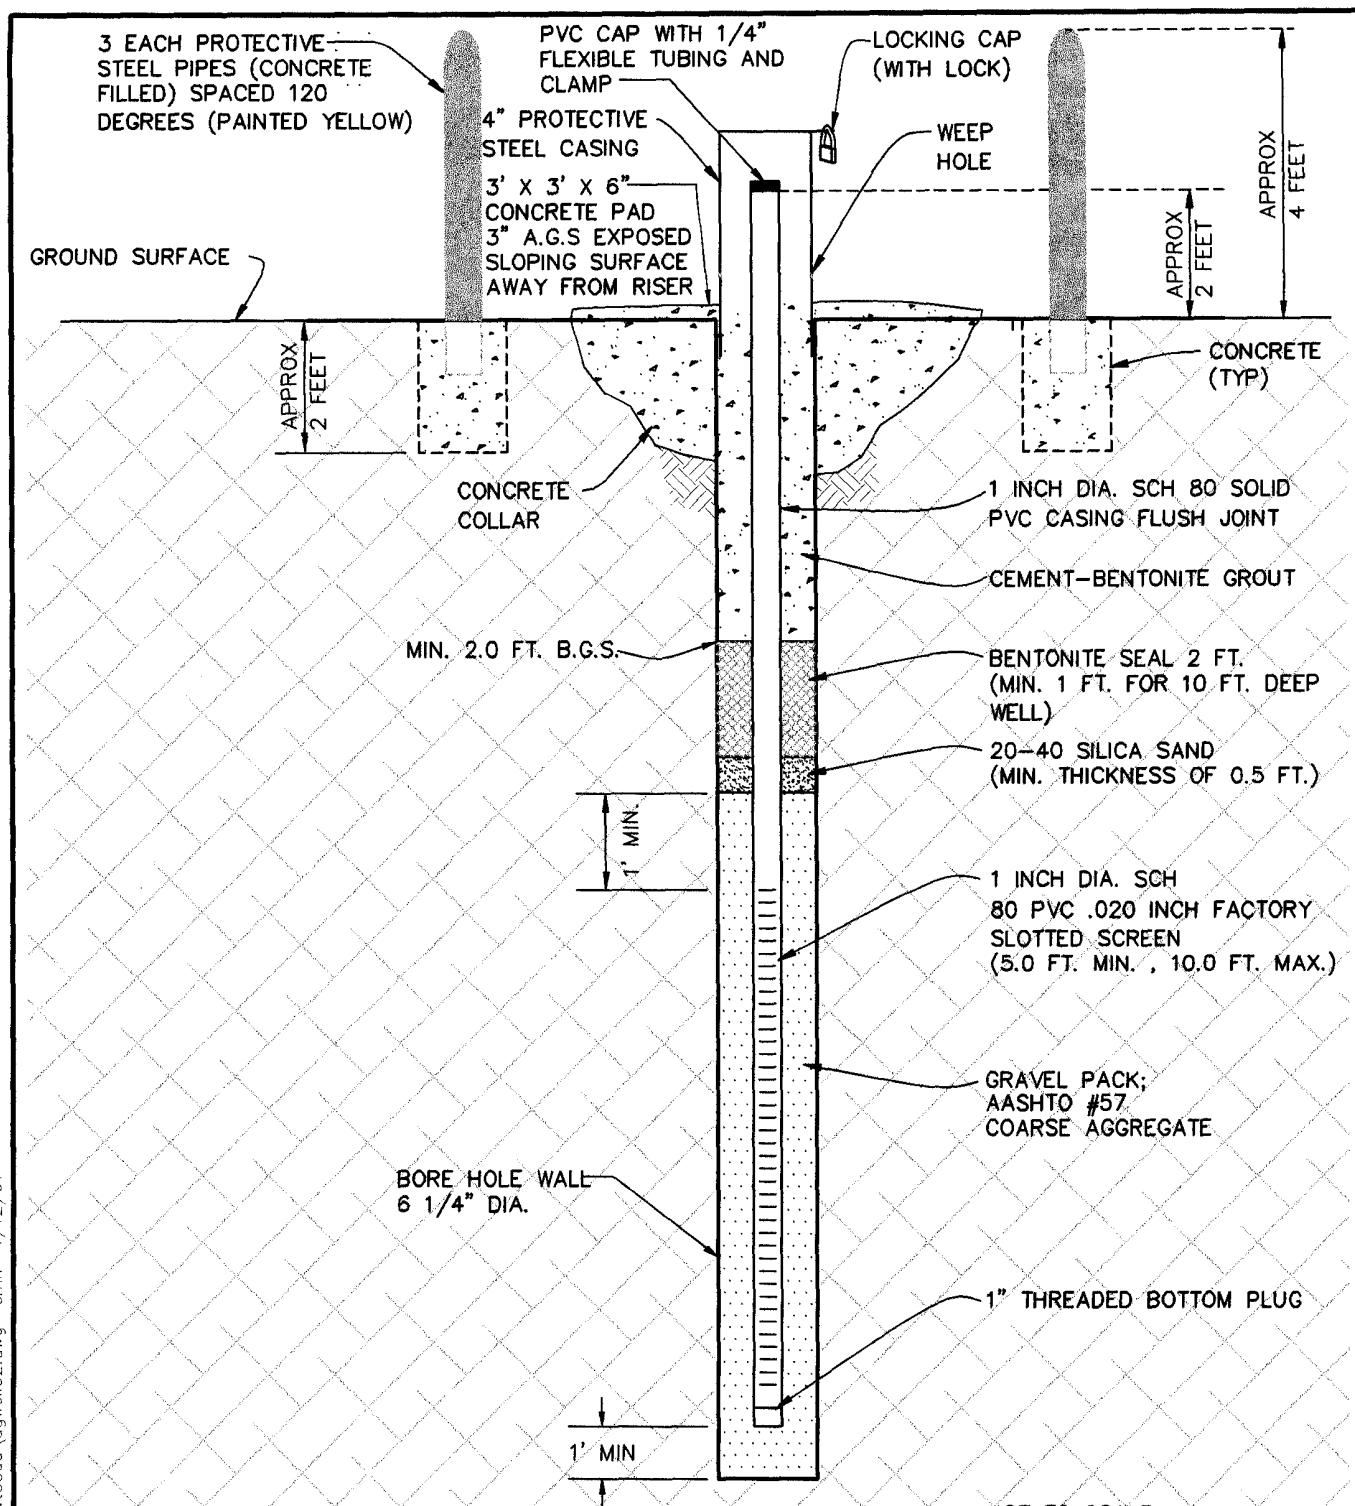 3 EACH PROTECTIVE
STEEL PIPES (CONCRETE
FILLED) SPACED 120
DEGREES (PAINTED YELLOW)
PVC CAP WITH 1/4"
FLEXIBLE TUBING AND
CLAMP
LOCKING CAP
(WITH LOCK)
4" PROTECTIVE
STEEL CASING
WEEP
HOLE
3' X 3' X 6"
CONCRETE PAD
3" A.G.S EXPOSED
SLOPING SURFACE
AWAY FROM RISER
APPROX
4 FEET
APPROX
2 FEET
GROUND SURFACE
APPROX
2 FEET
CONCRETE
(TYP)
CONCRETE
COLLAR
1 INCH DIA. SCH 80 SOLID
PVC CASING FLUSH JOINT
CEMENT-BENTONITE GROUT
MIN. 2.0 FT. B.G.S.
BENTONITE SEAL 2 FT.
(MIN. 1 FT. FOR 10 FT. DEEP
WELL)
20-40 SILICA SAND
(MIN. THICKNESS OF 0.5 FT.)
1' MIN.
1 INCH DIA. SCH
80 PVC .020 INCH FACTORY
SLOTTED SCREEN
(5.0 FT. MIN. , 10.0 FT. MAX.)
GRAVEL PACK;
AASHTO #57
COARSE AGGREGATE
BORE HOLE WALL
6 1/4" DIA.
1" THREADED BOTTOM PLUG
1' MIN